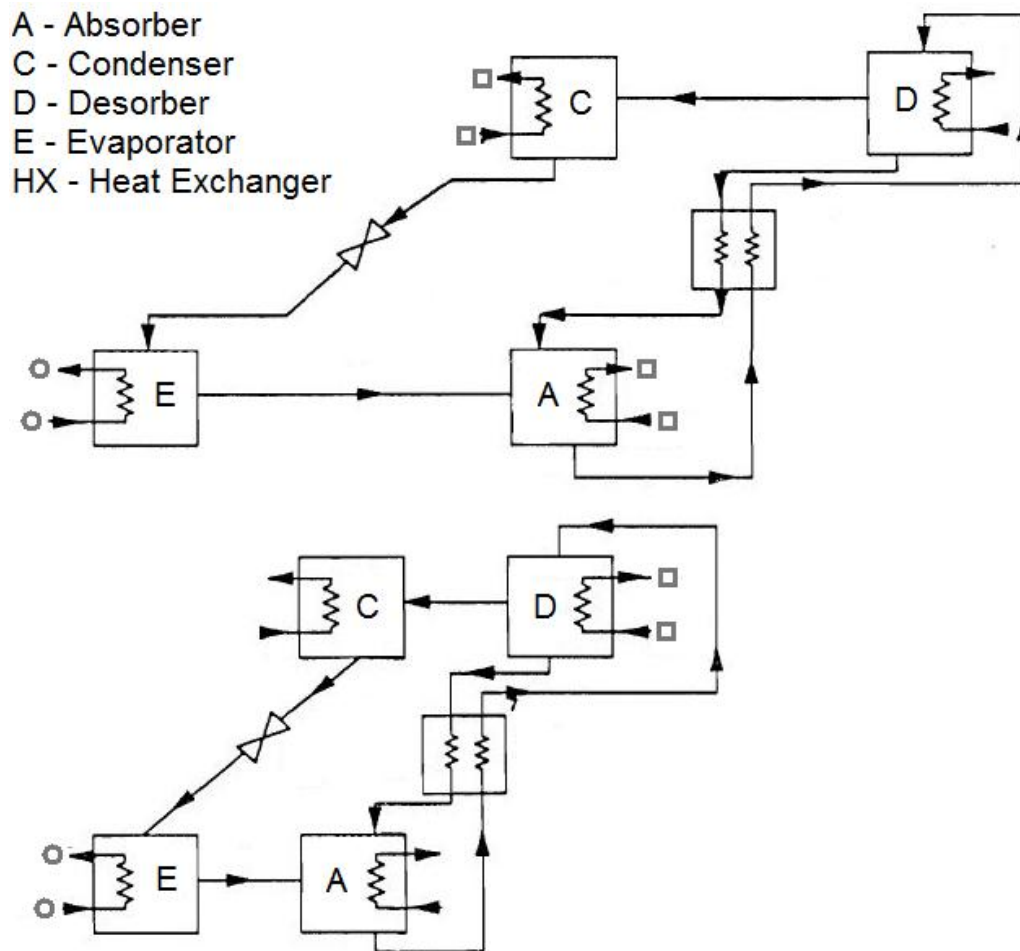 A - Absorber
C - Condenser
D - Desorber
E - Evaporator
HX - Heat Exchanger
C
D
E
A
C
D
E
A